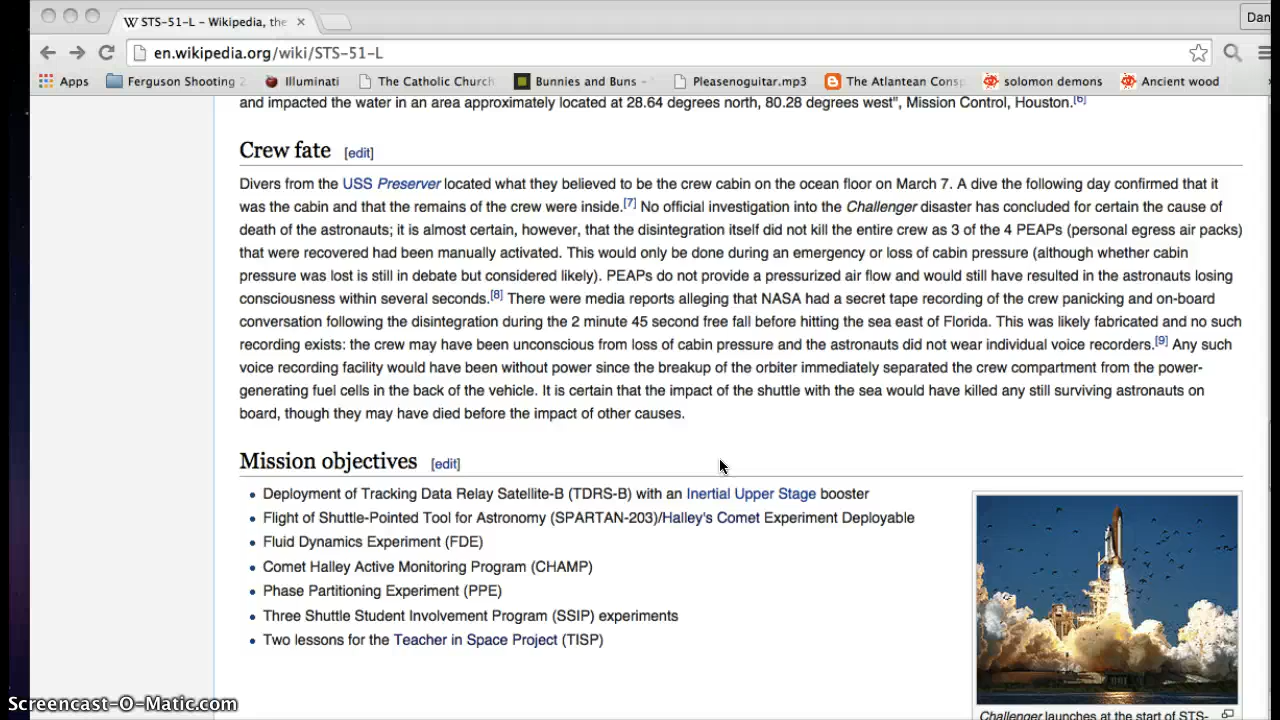 STS-51-L – Wikipedia, the
Dan
en.wikipedia.org/wiki/STS-51-L
Apps Ferguson Shooting 2 Illuminati The Catholic Church Bunnies and Buns - Pleasenguitar.mp3 The Atlantean Consp solomon demons Ancient wood
and impacted the water in an area approximately located at 28.64 degrees north, 80.28 degrees west", Mission Control, Houston.[6]
Crew fate [edit]
Divers from the USS Preserver located what they believed to be the crew cabin on the ocean floor on March 7. A dive the following day confirmed that it
was the cabin and that the remains of the crew were inside.[7] No official investigation into the Challenger disaster has concluded for certain the cause of
death of the astronauts; it is almost certain, however, that the disintegration itself did not kill the entire crew as 3 of the 4 PEAPs (personal egress air packs)
that were recovered had been manually activated. This would only be done during an emergency or loss of cabin pressure (although whether cabin
pressure was lost is still in debate but considered likely). PEAPs do not provide a pressurized air flow and would still have resulted in the astronauts losing
consciousness within several seconds.[8] There were media reports alleging that NASA had a secret tape recording of the crew panicking and on-board
conversation following the disintegration during the 2 minute 45 second free fall before hitting the sea east of Florida. This was likely fabricated and no such
recording exists: the crew may have been unconscious from loss of cabin pressure and the astronauts did not wear individual voice recorders.[9] Any such
voice recording facility would have been without power since the breakup of the orbiter immediately separated the crew compartment from the power-
generating fuel cells in the back of the vehicle. It is certain that the impact of the shuttle with the sea would have killed any still surviving astronauts on
board, though they may have died before the impact of other causes.
Mission objectives [edit]
Deployment of Tracking Data Relay Satellite-B (TDRS-B) with an Inertial Upper Stage booster
Flight of Shuttle-Pointed Tool for Astronomy (SPARTAN-203)/Halley's Comet Experiment Deployable
Fluid Dynamics Experiment (FDE)
Comet Halley Active Monitoring Program (CHAMP)
Phase Partitioning Experiment (PPE)
Three Shuttle Student Involvement Program (SSIP) experiments
Two lessons for the Teacher in Space Project (TISP)
Challenger launches at the start of STS-
Screencast-O-Matic.com